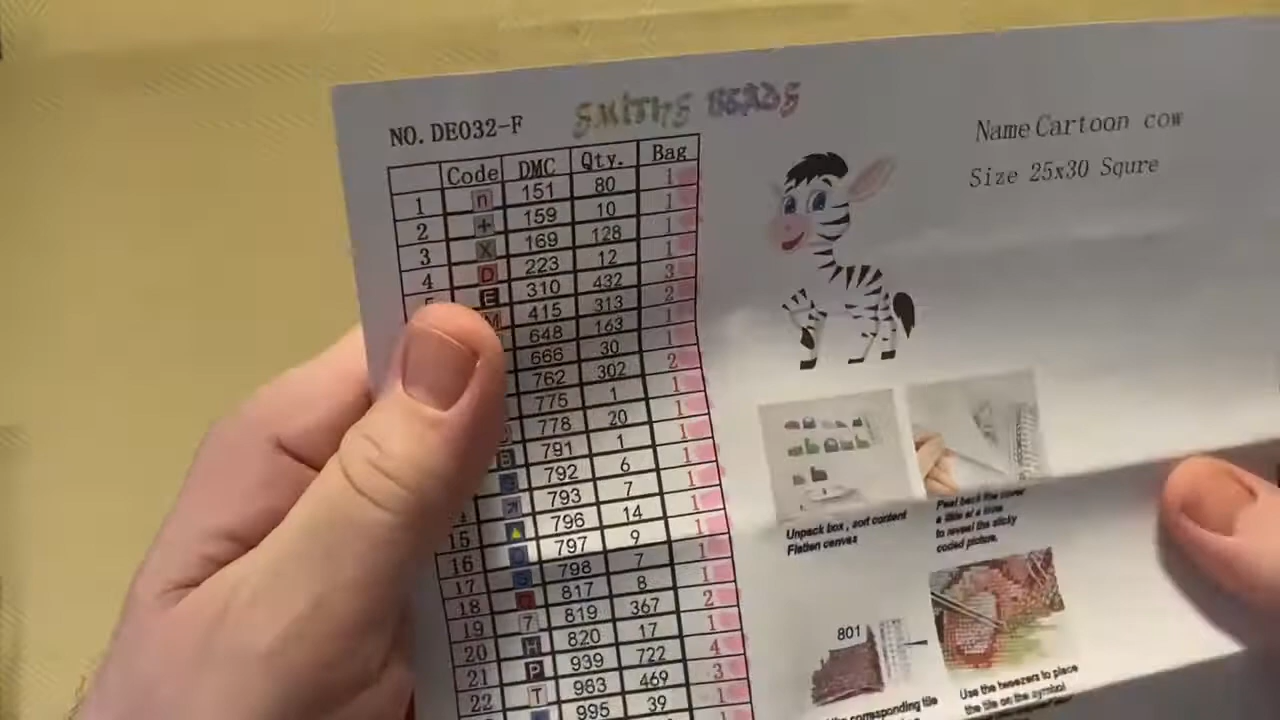 NO. DE032-F
SMITHS BEADS
Name Cartoon cow
Size 25x30 Squre
Code DMC Qty. Bag
1 n 151 80 1
2 + 159 10 1
3 X 169 128 1
4 D 223 12 1
5 E 310 432 3
M 415 313 2
648 163 1
666 30 1
762 302 2
775 1 1
778 20 1
B 791 1 1
792 6 1
793 7 1
15 796 14 1
16 797 9 1
17 798 7 1
18 817 8 1
19 7 819 367 2
20 H 820 17 1
21 P 939 722 4
22 T 963 469 3
995 39 1
Unpack box , sort content
Flatten canvas
Peel back the cover
a little at a time
to reveal the sticky
coded picture.
801
corresponding tile
Use the tweezers to place
the tile on the symbol